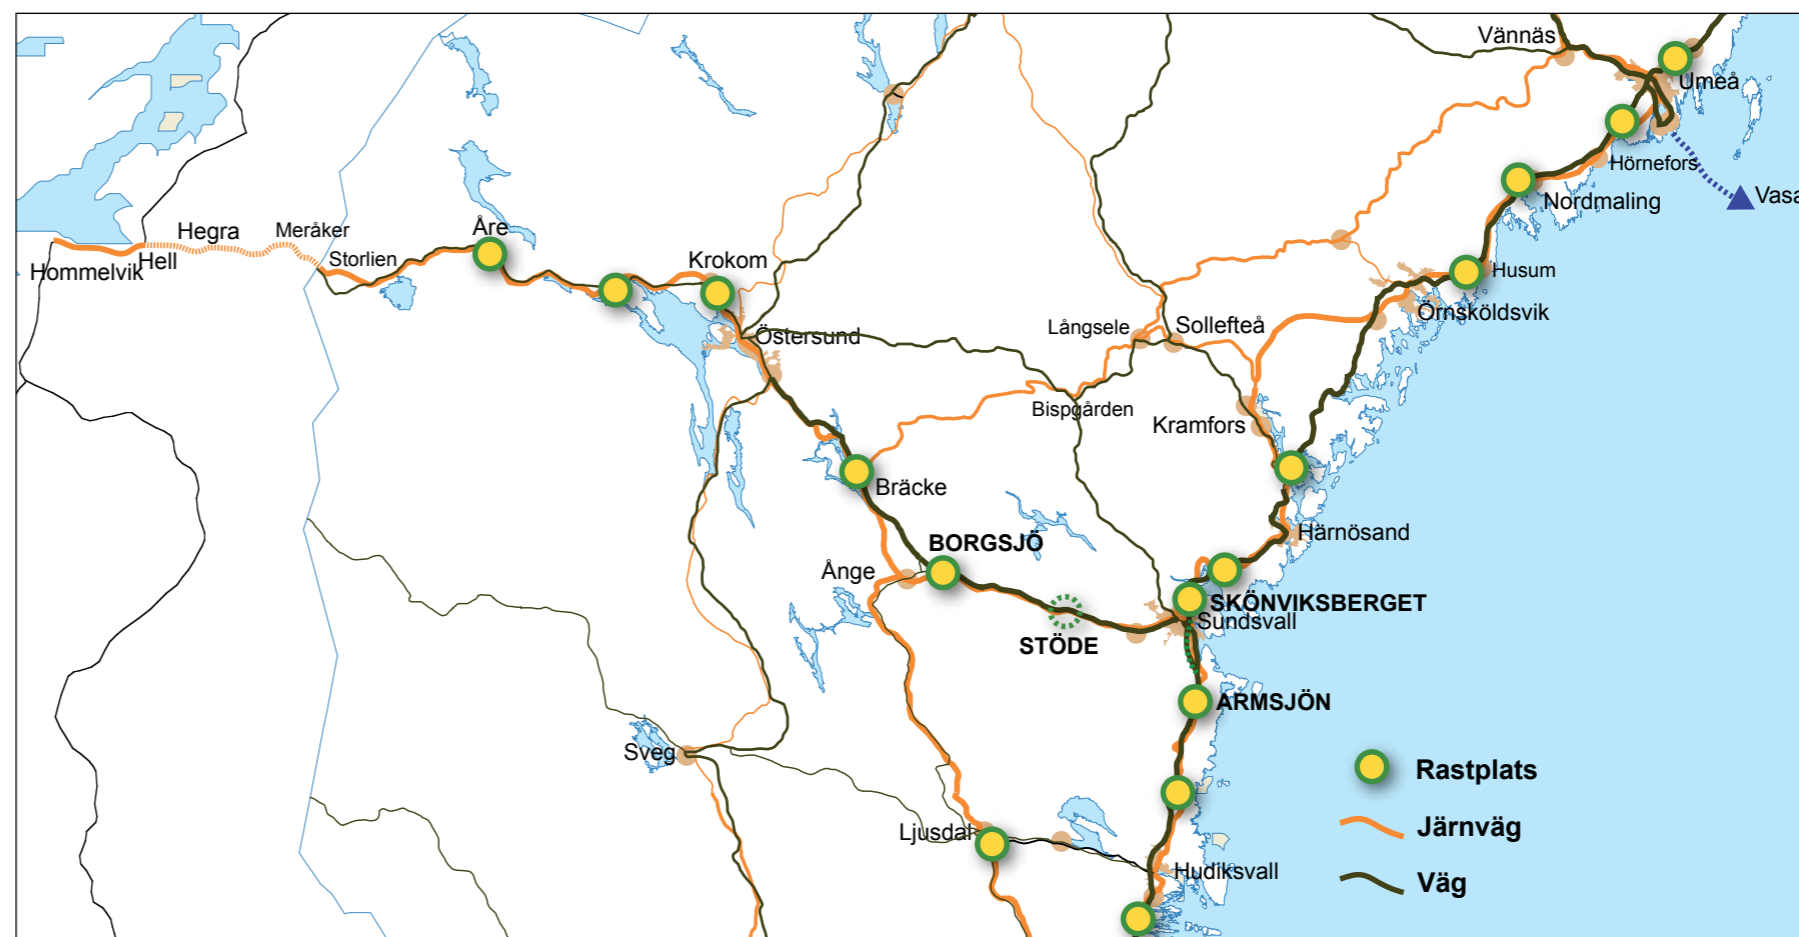 Vännäs
Umeå
Hörnefors
Vasa
Nordmaling
Hegra
Meråker
Åre
Storlien
Krokom
Hell
Hommelvik
Husum
Örnsköldsvik
Långsele
Sollefteå
Östersund
Bispgården
Kramfors
Bräcke
Härnösand
BORGSJÖ
Ånge
SKÖNVIKSBERGET
Sundsvall
STÖDE
ARMSJÖN
Sveg
Rastplats
Järnväg
Ljusdal
Hudiksvall
Väg